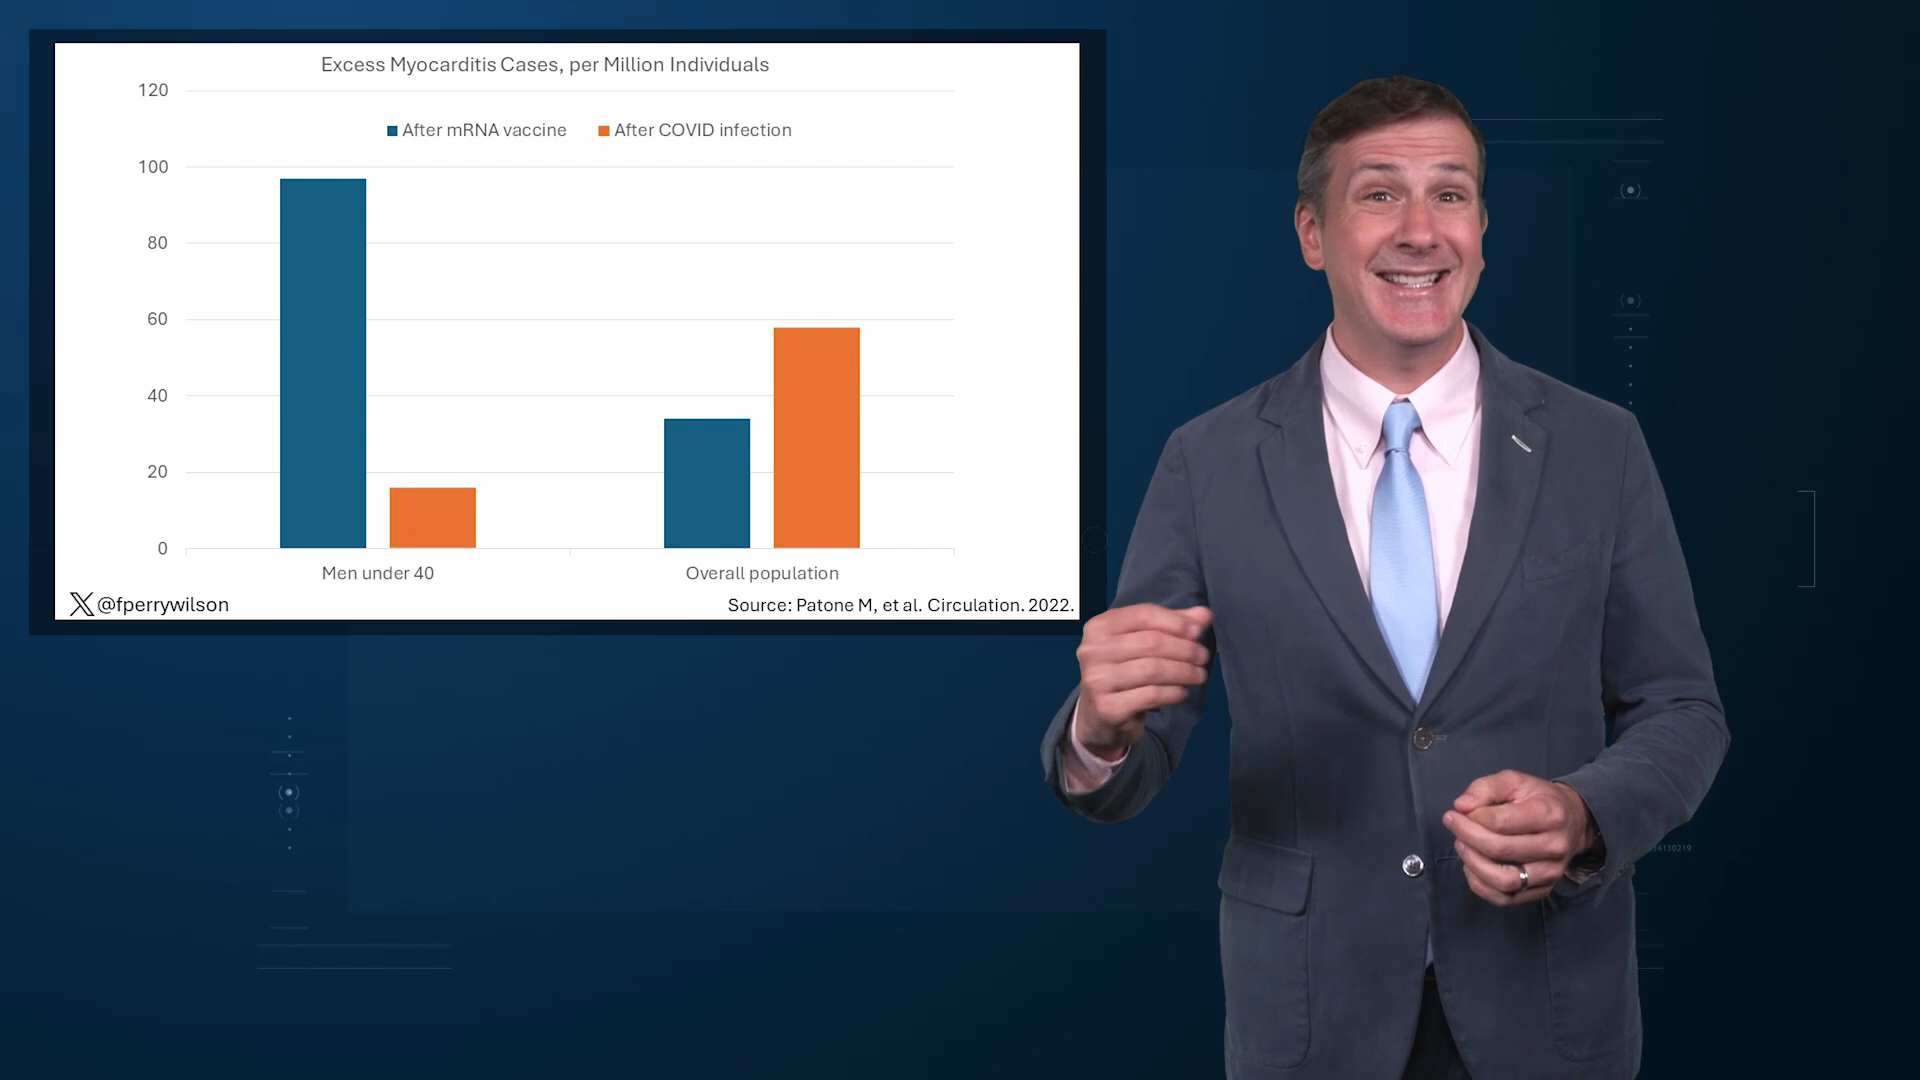 Excess Myocarditis Cases, per Million Individuals
120
After mRNA vaccine After COVID infection
100
80
60
40
20
0
Men under 40 Overall population
X @fperrywilson
Source: Patone M, et al. Circulation. 2022.